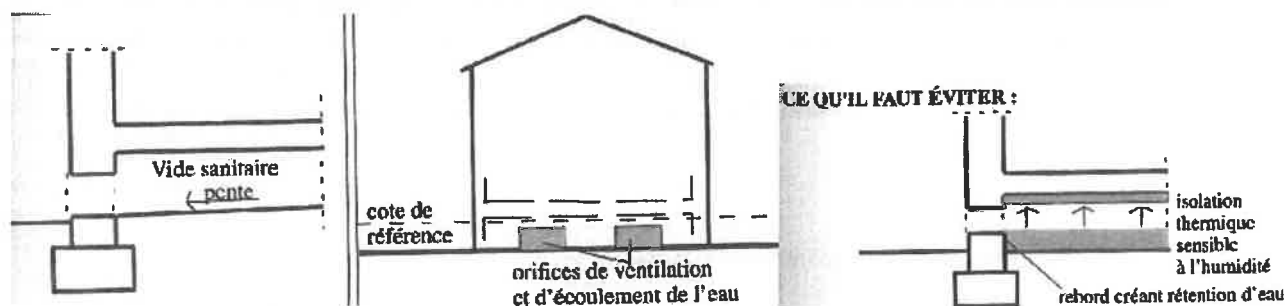 Vide sanitaire
pente
cote de
référence
orifices de ventilation
et d'écoulement de l'eau
CE QU'IL FAUT ÉVITER :
isolation
thermique
sensible
à l'humidité
rebord créant rétention d'eau